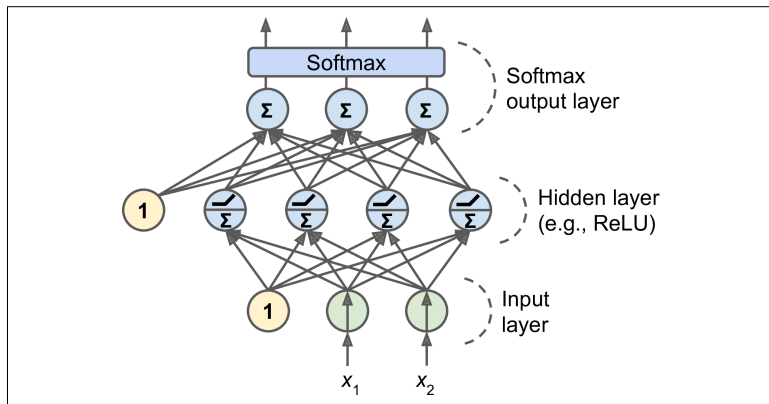 Softmax
Softmax
output layer
Σ Σ Σ
1
Σ Σ Σ Σ
Hidden layer
(e.g., ReLU)
1
Input
layer
x₁ x₂